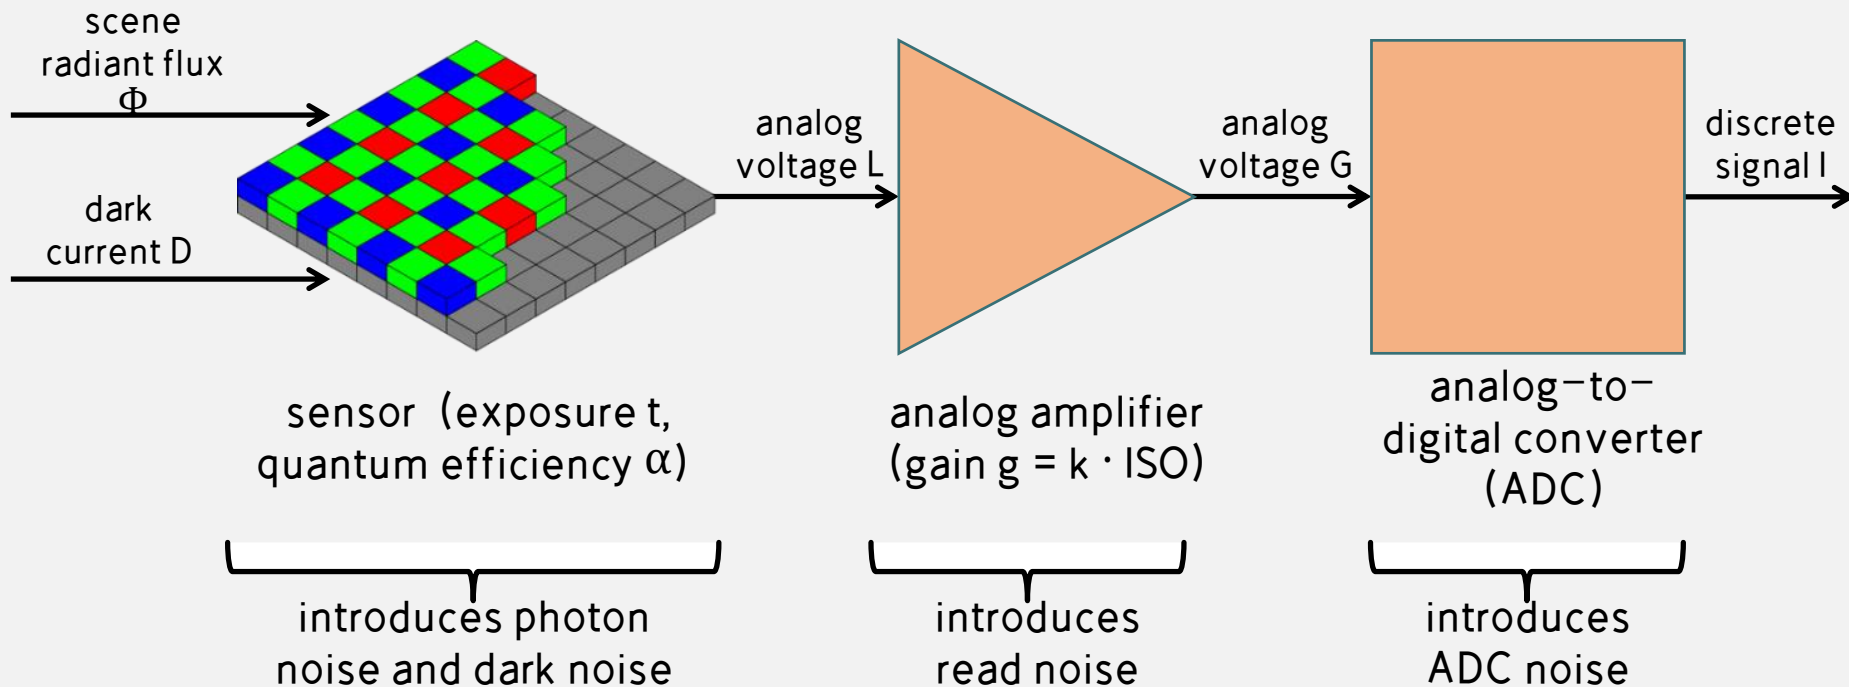 scene
radiant flux
Φ
dark
current D
analog
voltage L
analog
voltage G
discrete
signal I
sensor (exposure t,
quantum efficiency α)
analog amplifier
(gain g = k · ISO)
analog-to-
digital converter
(ADC)
introduces photon
noise and dark noise
introduces
read noise
introduces
ADC noise